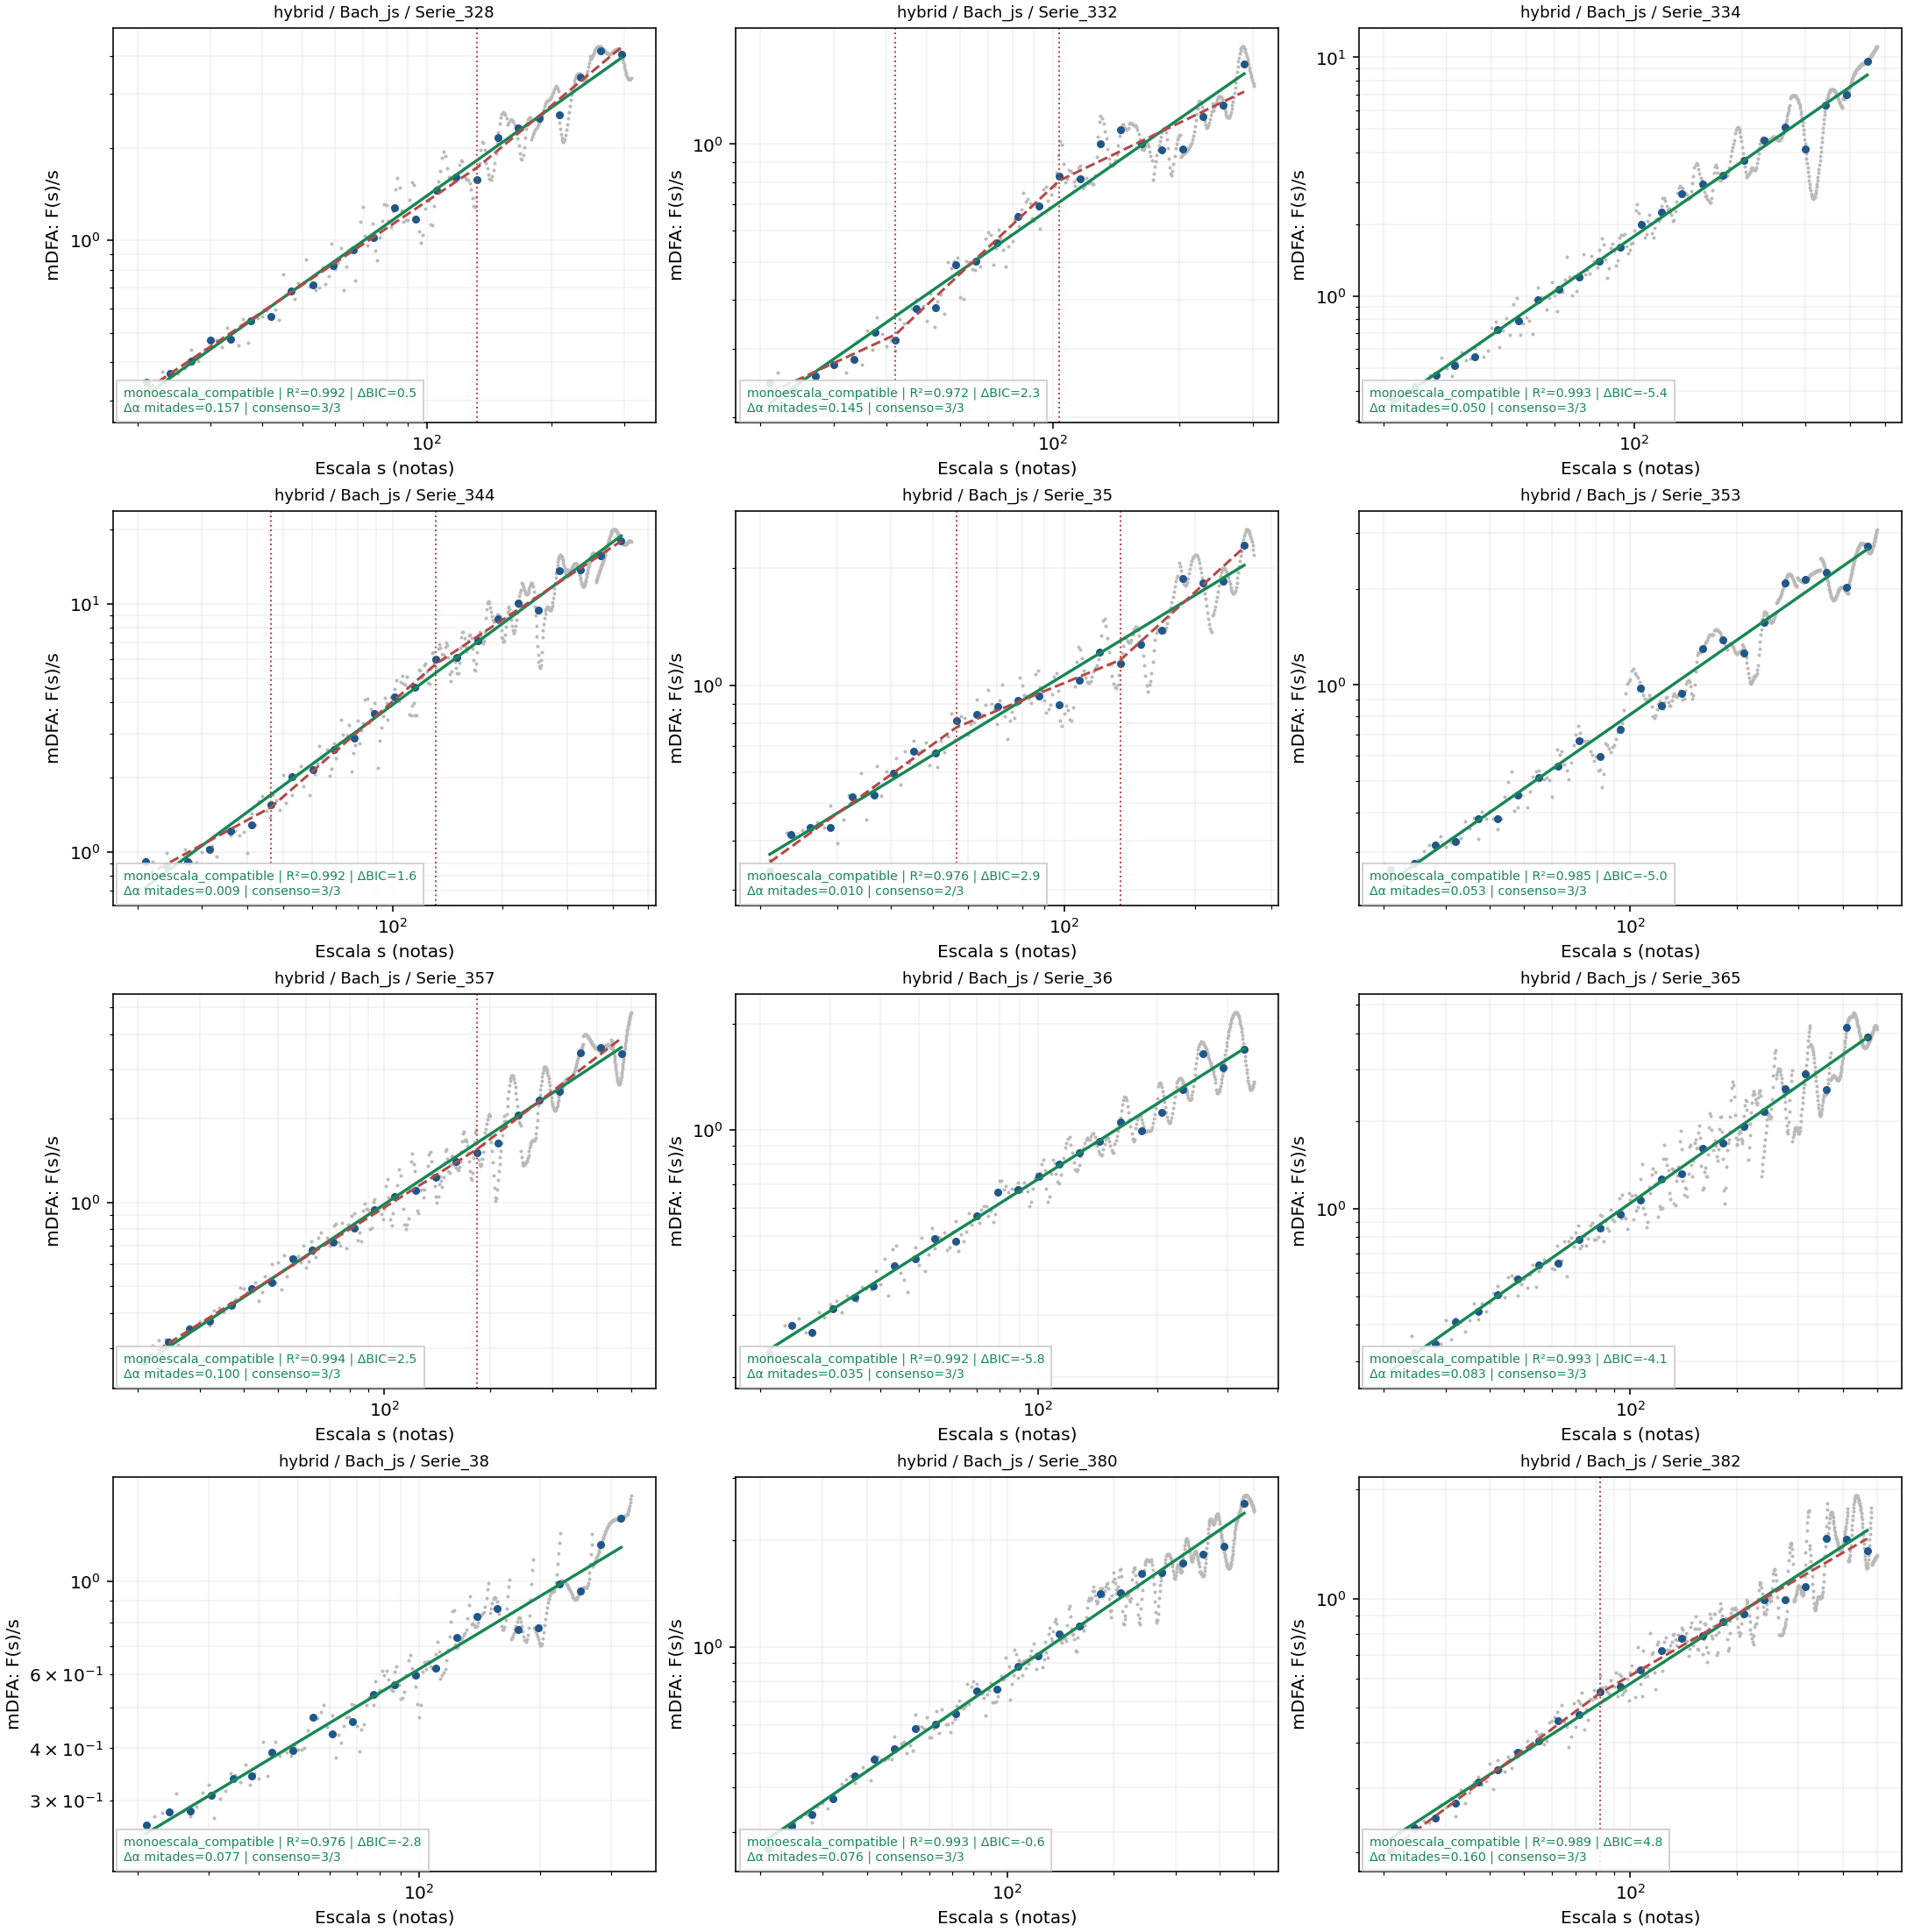 hybrid / Bach_js / Serie_328
mDFA: F(s)/s
10⁰
monoescala_compatible | R²=0.992 | ΔBIC=0.5
Δα mitades=0.157 | consenso=3/3
10²
Escala s (notas)
hybrid / Bach_js / Serie_332
mDFA: F(s)/s
10⁰
monoescala_compatible | R²=0.972 | ΔBIC=2.3
Δα mitades=0.145 | consenso=3/3
10²
Escala s (notas)
hybrid / Bach_js / Serie_334
mDFA: F(s)/s
10¹
10⁰
monoescala_compatible | R²=0.993 | ΔBIC=-5.4
Δα mitades=0.050 | consenso=3/3
10²
Escala s (notas)
hybrid / Bach_js / Serie_344
mDFA: F(s)/s
10¹
10⁰
monoescala_compatible | R²=0.992 | ΔBIC=1.6
Δα mitades=0.009 | consenso=3/3
10²
Escala s (notas)
hybrid / Bach_js / Serie_35
mDFA: F(s)/s
10⁰
monoescala_compatible | R²=0.976 | ΔBIC=2.9
Δα mitades=0.010 | consenso=2/3
10²
Escala s (notas)
hybrid / Bach_js / Serie_353
mDFA: F(s)/s
10⁰
monoescala_compatible | R²=0.985 | ΔBIC=-5.0
Δα mitades=0.053 | consenso=3/3
10²
Escala s (notas)
hybrid / Bach_js / Serie_357
mDFA: F(s)/s
10⁰
monoescala_compatible | R²=0.994 | ΔBIC=2.5
Δα mitades=0.100 | consenso=3/3
10²
Escala s (notas)
hybrid / Bach_js / Serie_36
mDFA: F(s)/s
10⁰
monoescala_compatible | R²=0.992 | ΔBIC=-5.8
Δα mitades=0.035 | consenso=3/3
10²
Escala s (notas)
hybrid / Bach_js / Serie_365
mDFA: F(s)/s
10⁰
monoescala_compatible | R²=0.993 | ΔBIC=-4.1
Δα mitades=0.083 | consenso=3/3
10²
Escala s (notas)
hybrid / Bach_js / Serie_38
mDFA: F(s)/s
10⁰
6 × 10⁻¹
4 × 10⁻¹
3 × 10⁻¹
monoescala_compatible | R²=0.976 | ΔBIC=-2.8
Δα mitades=0.077 | consenso=3/3
10²
Escala s (notas)
hybrid / Bach_js / Serie_380
mDFA: F(s)/s
10⁰
monoescala_compatible | R²=0.993 | ΔBIC=-0.6
Δα mitades=0.076 | consenso=3/3
10²
Escala s (notas)
hybrid / Bach_js / Serie_382
mDFA: F(s)/s
10⁰
monoescala_compatible | R²=0.989 | ΔBIC=4.8
Δα mitades=0.160 | consenso=3/3
10²
Escala s (notas)